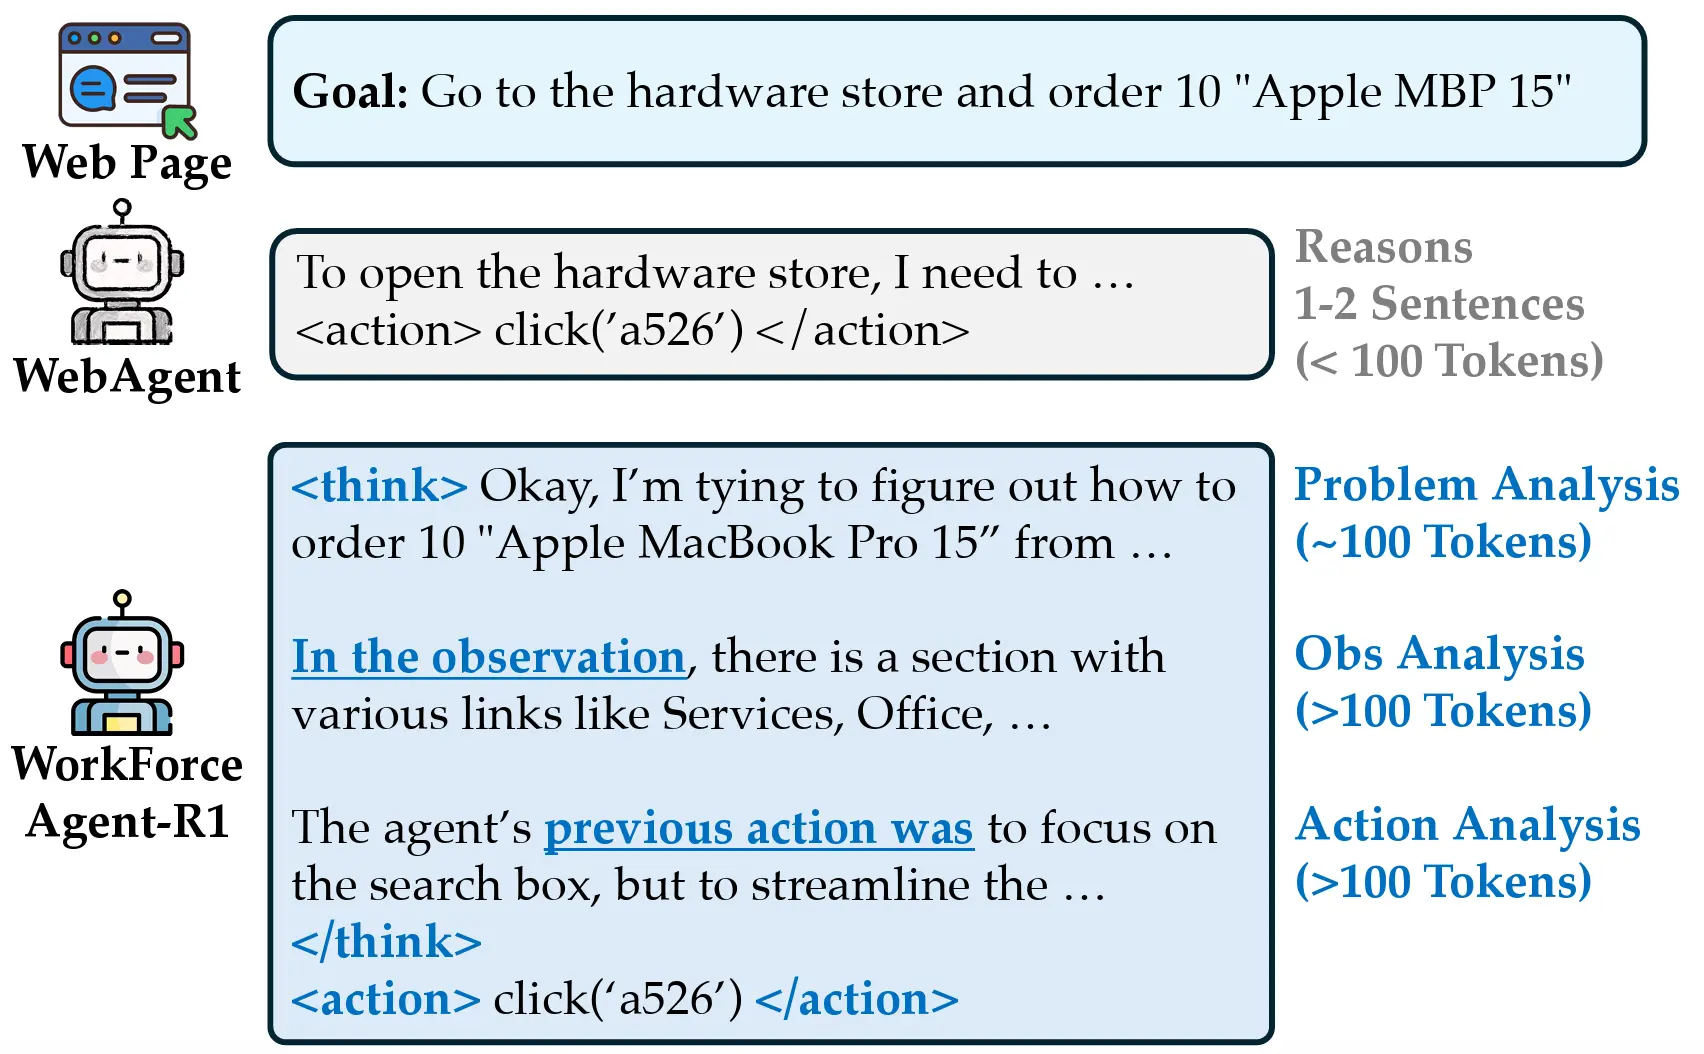 Goal: Go to the hardware store and order 10 "Apple MBP 15"
Web Page
To open the hardware store, I need to …
<action> click(’a526’) </action>
Reasons
1-2 Sentences
(< 100 Tokens)
WebAgent
<think> Okay, I’m tying to figure out how to
order 10 "Apple MacBook Pro 15” from …
Problem Analysis
(~100 Tokens)
In the observation, there is a section with
various links like Services, Office, …
Obs Analysis
(>100 Tokens)
WorkForce
Agent-R1
The agent’s previous action was to focus on
the search box, but to streamline the …
</think>
<action> click(‘a526’) </action>
Action Analysis
(>100 Tokens)